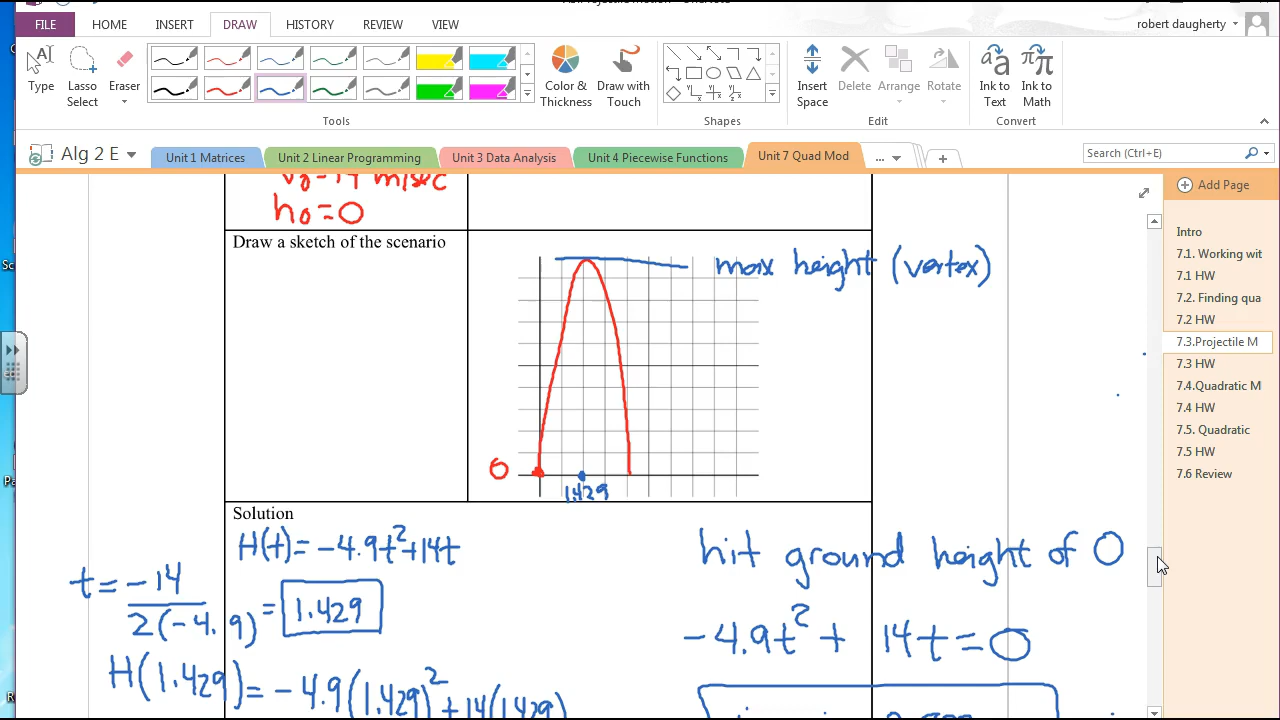 robert daugherty
FILE HOME INSERT DRAW HISTORY REVIEW VIEW
Type
Lasso Select
Eraser
Color & Thickness
Draw with Touch
Insert Space
Delete
Arrange
Rotate
Ink to Text
Ink to Math
Tools
Shapes
Edit
Convert
Alg 2 E
Unit 1 Matrices
Unit 2 Linear Programming
Unit 3 Data Analysis
Unit 4 Piecewise Functions
Unit 7 Quad Mod
...
Search (Ctrl+E)
Add Page
Intro
7.1. Working wit
7.1 HW
7.2. Finding qua
7.2 HW
7.3.Projectile M
7.3 HW
7.4.Quadratic M
7.4 HW
7.5. Quadratic
7.5 HW
7.6 Review
v₀=14 m/sec
h₀=0
Draw a sketch of the scenario
max height (vertex)
0
1.429
Solution
H(t)=-4.9t²+14t
t=-14/2(-4.9) = 1.429
H(1.429)=-4.9(1.429)²+14(1.429)
hit ground height of 0
-4.9t²+ 14t=0